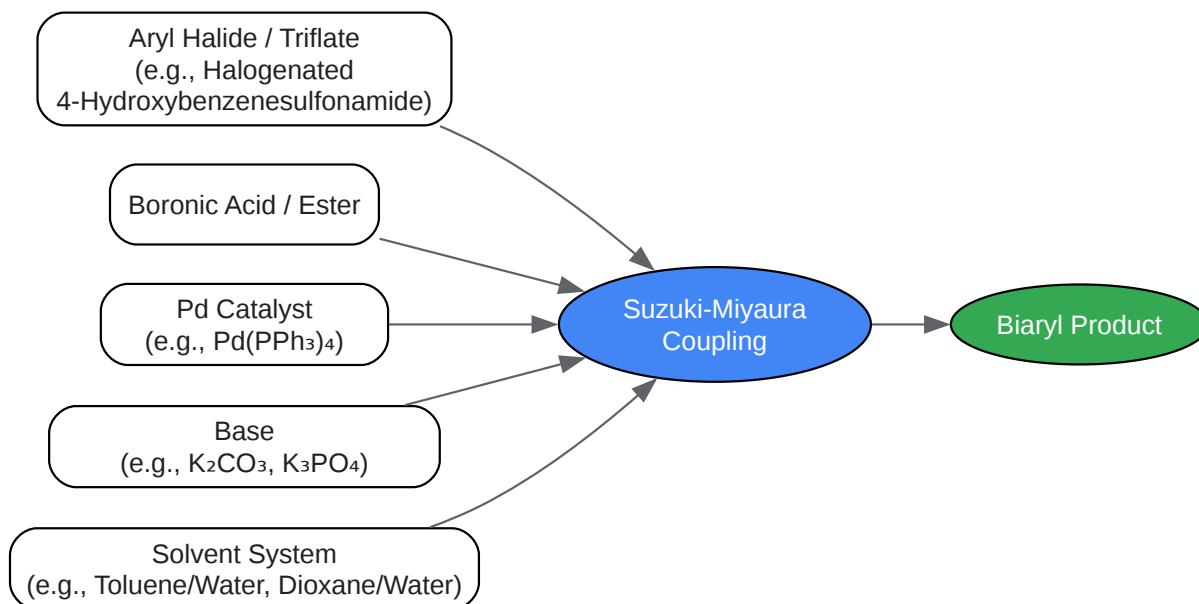 Aryl Halide / Triflate
(e.g., Halogenated
4-Hydroxybenzenesulfonamide)
Boronic Acid / Ester
Pd Catalyst
(e.g., Pd(PPh₃)₄)
Base
(e.g., K₂CO₃, K₃PO₄)
Solvent System
(e.g., Toluene/Water, Dioxane/Water)
Suzuki-Miyaura
Coupling
Biaryl Product